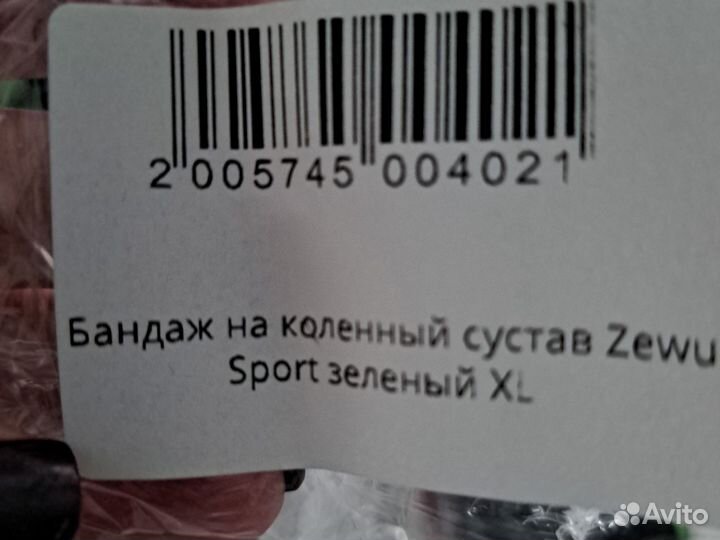 2 005745 004021
Бандаж на коленный сустав Zewu
Sport зеленый XL
Avito